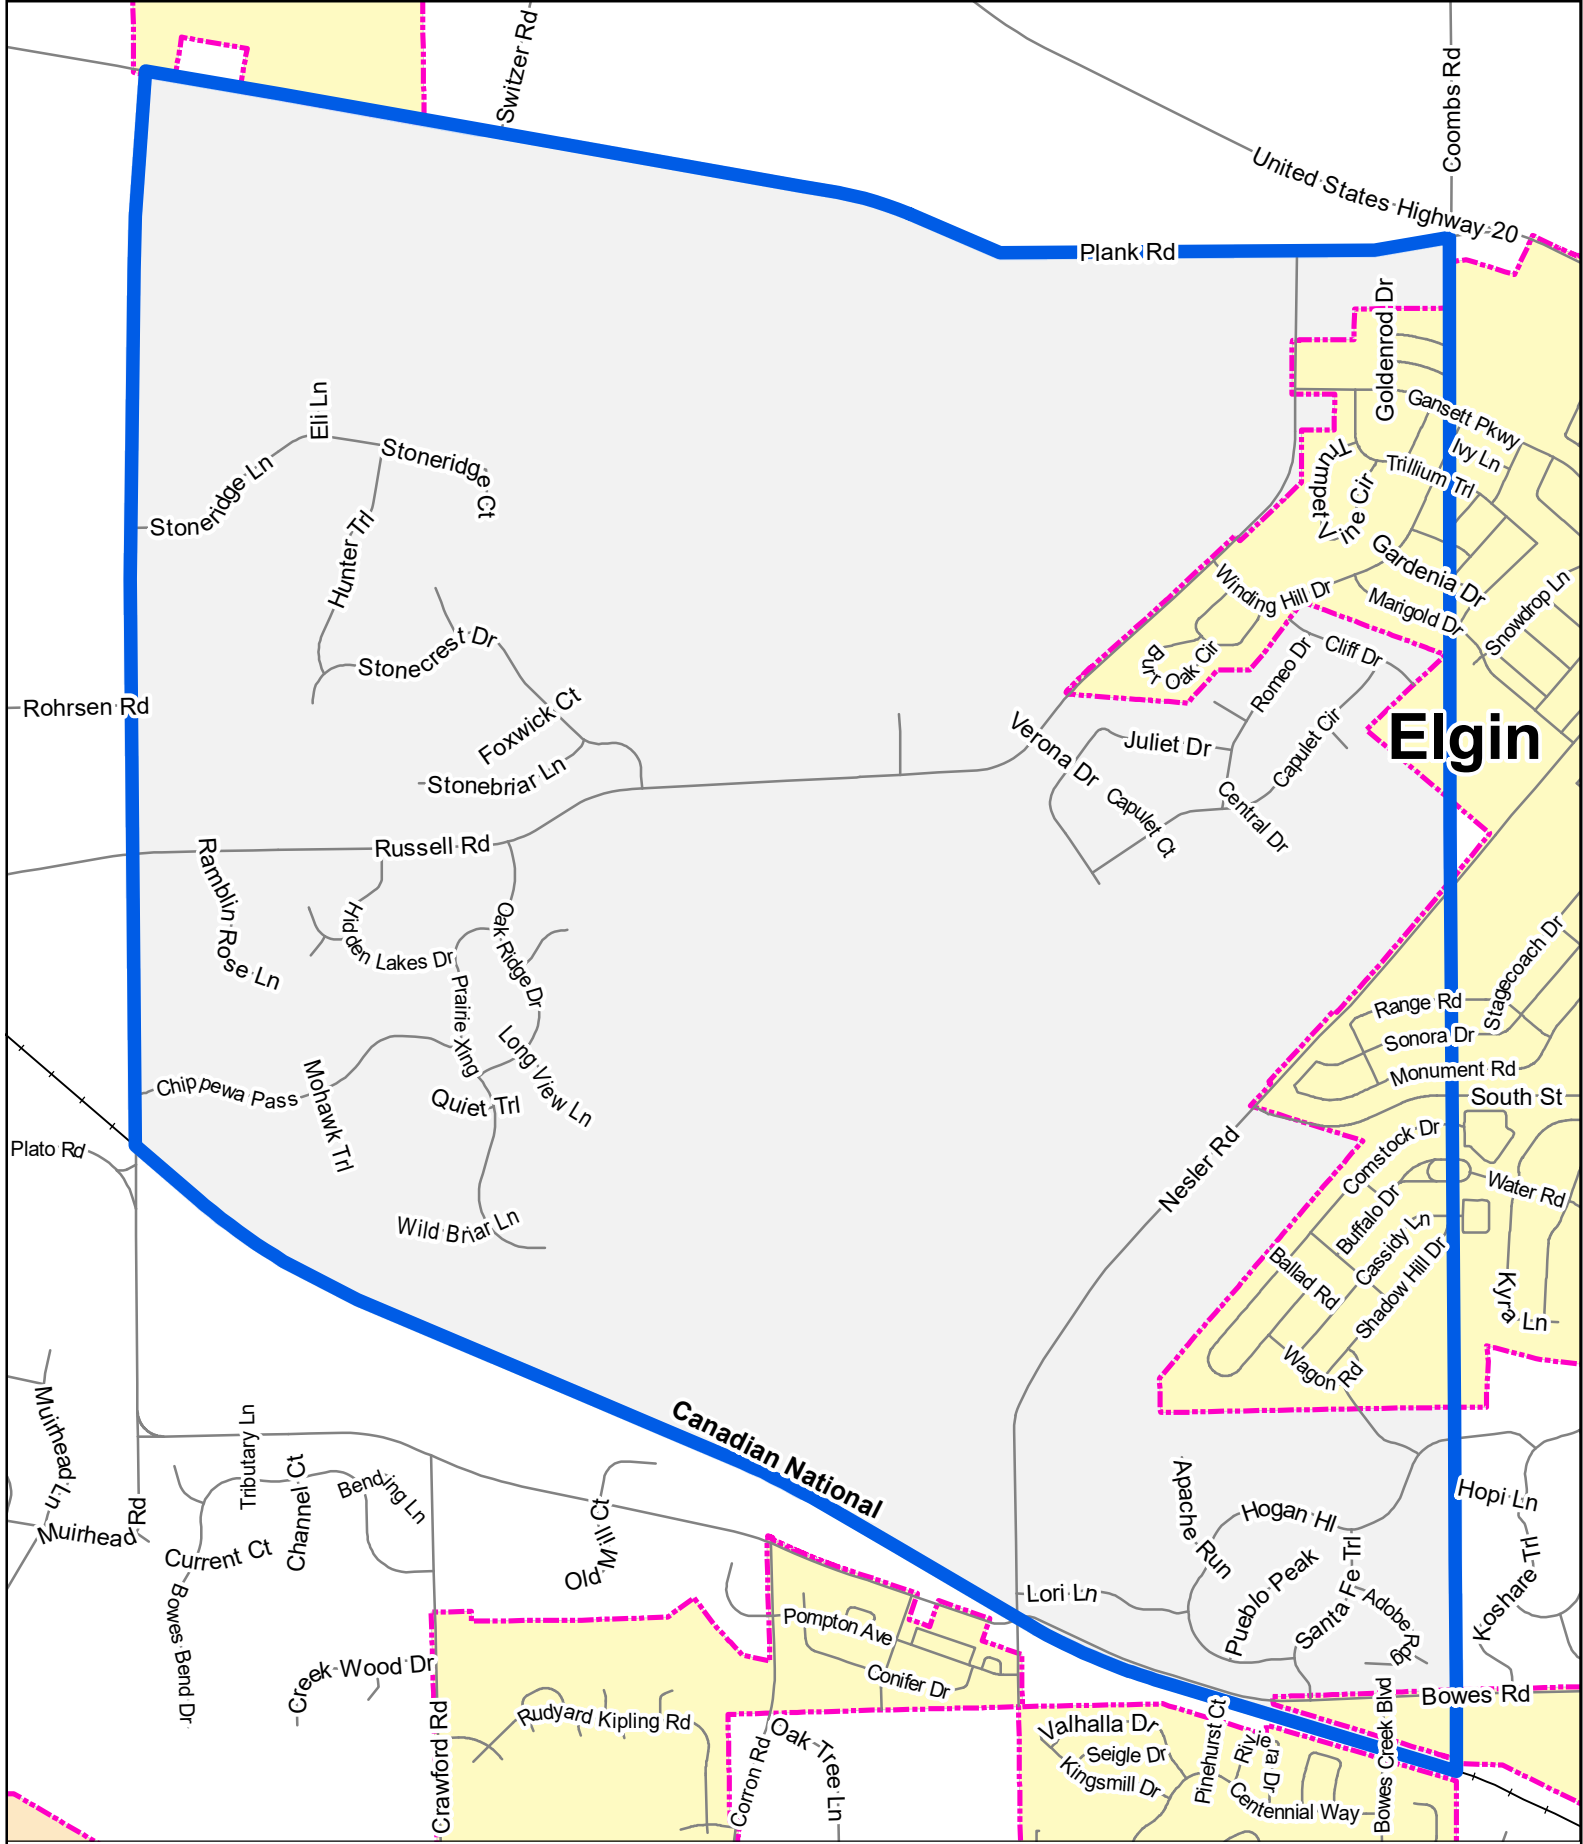 Switzer Rd
Coombs Rd
United States Highway 20
Plank Rd
Goldenrod Dr
Gansett Pkwy
Ivy Ln
Trillium Trl
Trumpet Vine Cir
Eli Ln
Stoneridge Ct
Stoneridge Ln
Hunter Trl
Gardenia Dr
Winding Hill Dr
Marigold Dr
Snowdrop Ln
Stonecrest Dr
Burr Oak Cir
Romeo Dr
Cliff Dr
Rohrsen Rd
Foxwick Ct
Verona Dr
Juliet Dr
Capulet Cir
Elgin
Stonebriar Ln
Capulet Ct
Central Dr
Russell Rd
Ramblin Rose Ln
Hidden Lakes Dr
Oak Ridge Dr
Prairie Xing
Stagecoach Dr
Range Rd
Sonora Dr
Monument Rd
South St
Long View Ln
Chippewa Pass
Mohawk Trl
Quiet Trl
Plato Rd
Nesler Rd
Comstock Dr
Water Rd
Buffalo Dr
Cassidy Ln
Wild Briar Ln
Ballad Rd
Shadow Hill Dr
Kyra Ln
Wagon Rd
Muirhead Ln
Tributary Ln
Canadian National
Channel Ct
Bending Ln
Apache Run
Hogan Hl
Hopi Ln
Muirhead Rd
Current Ct
Old Mill Ct
Pueblo Peak
Santa Fe Trl
Adobe Rdg
Koshare Trl
Lori Ln
Bowes Bend Dr
Pompton Ave
Creek Wood Dr
Conifer Dr
Bowes Rd
Crawford Rd
Rudyard Kipling Rd
Corron Rd
Oak Tree Ln
Valhalla Dr
Seigle Dr
Kingsmill Dr
Pinehurst Ct
Riviera Dr
Centennial Way
Bowes Creek Blvd